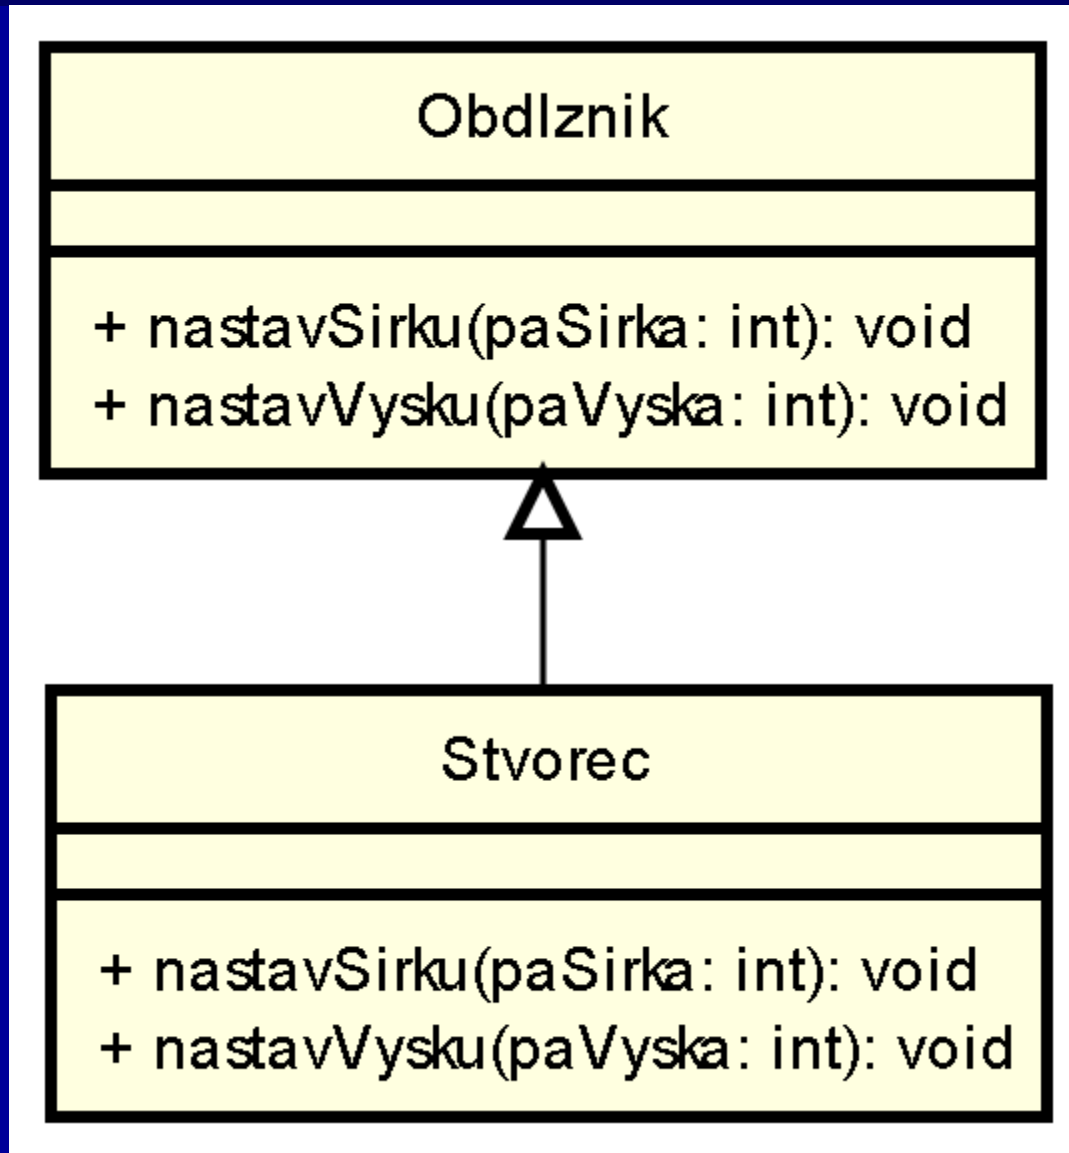 Obdlznik
+ nastavSirku(paSirka: int): void
+ nastavVysku(paVyska: int): void
Stvorec
+ nastavSirku(paSirka: int): void
+ nastavVysku(paVyska: int): void